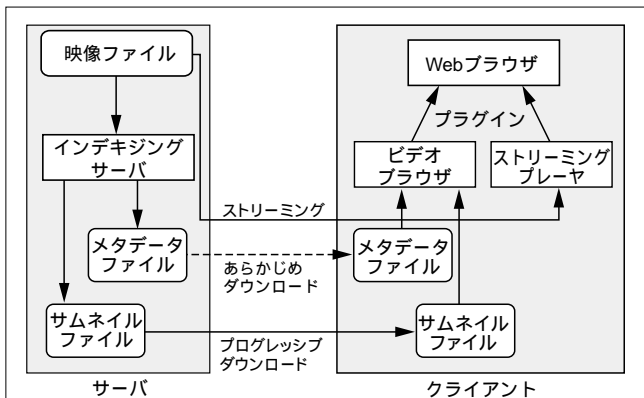 映像ファイル
インデキシング
サーバ
メタデータ
ファイル
サムネイル
ファイル
サーバ
ストリーミング
あらかじめ
ダウンロード
プログレッシブ
ダウンロード
Webブラウザ
プラグイン
ビデオ
ブラウザ
ストリーミング
プレーヤ
メタデータ
ファイル
サムネイル
ファイル
クライアント